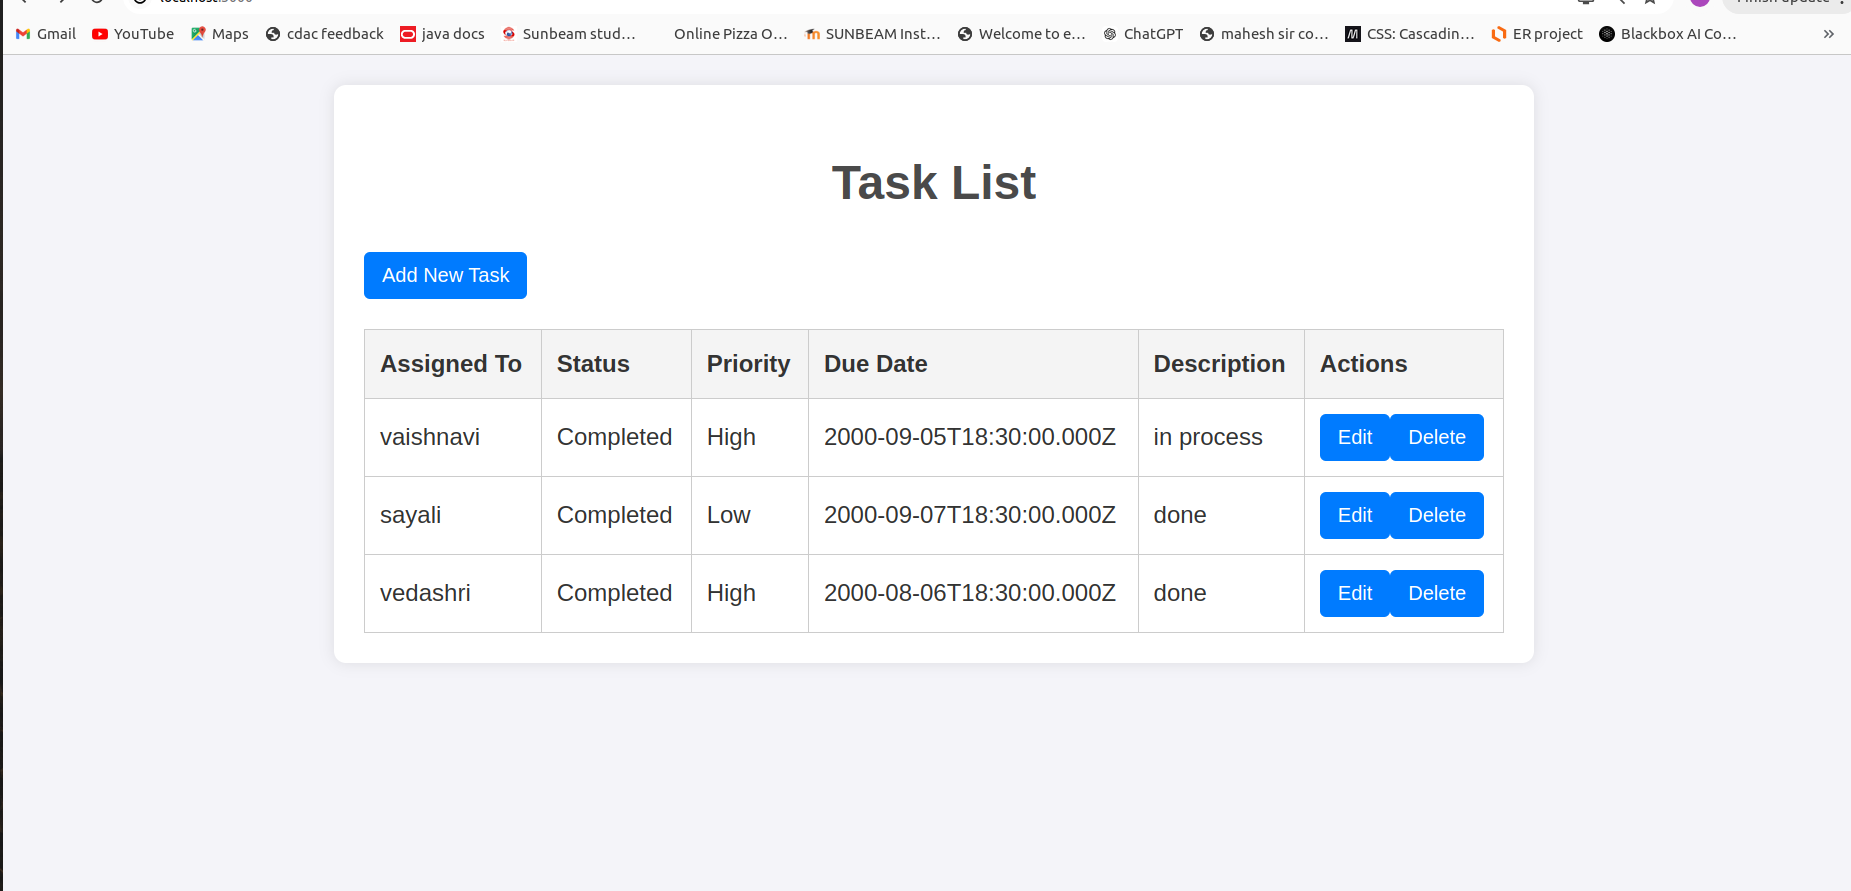 Gmail YouTube Maps cdac feedback java docs Sunbeam stud... Online Pizza O... SUNBEAM Inst... Welcome to e... ChatGPT mahesh sir co... CSS: Cascadin... ER project Blackbox AI Co... »
Task List
Add New Task
Assigned To Status Priority Due Date Description Actions
vaishnavi Completed High 2000-09-05T18:30:00.000Z in process Edit Delete
sayali Completed Low 2000-09-07T18:30:00.000Z done Edit Delete
vedashri Completed High 2000-08-06T18:30:00.000Z done Edit Delete